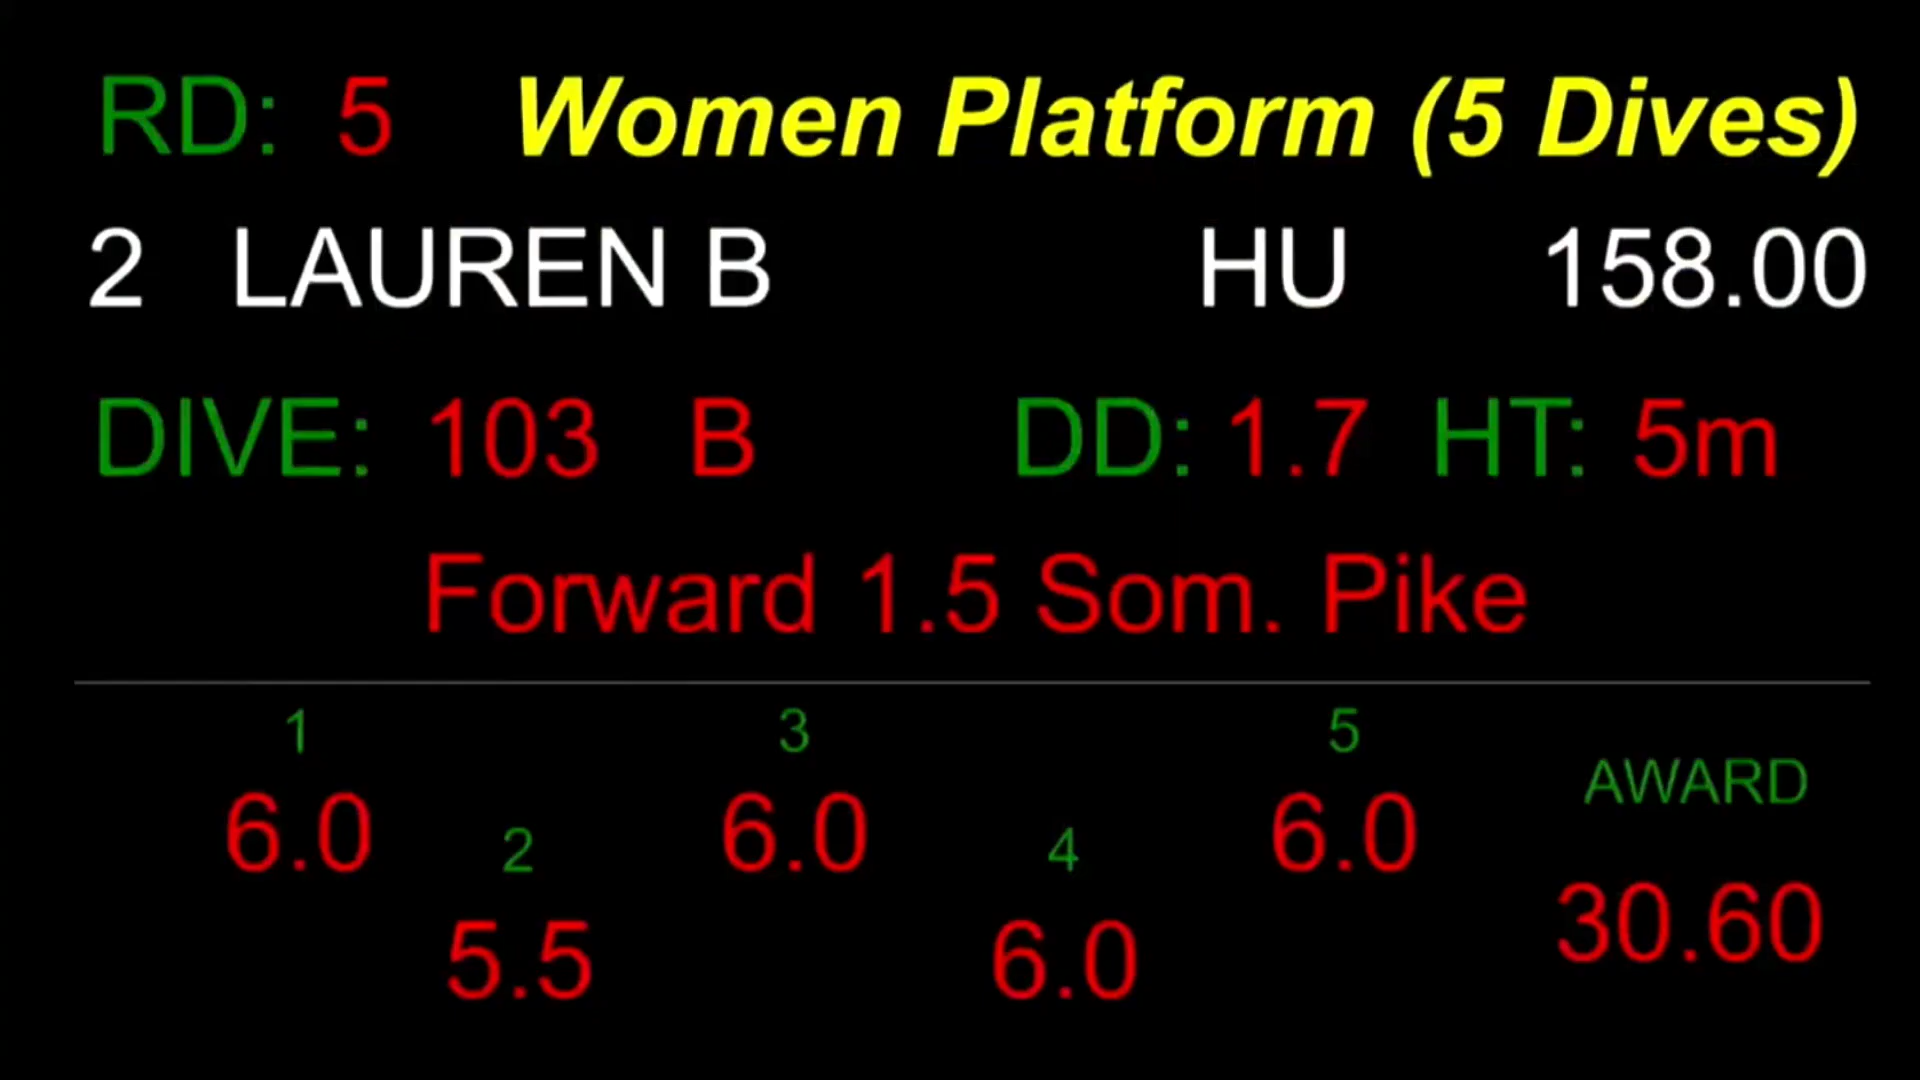 RD: 5 Women Platform (5 Dives)
2 LAUREN B HU 158.00
DIVE: 103 B DD: 1.7 HT: 5m
Forward 1.5 Som. Pike
1 2 3 4 5 AWARD
6.0 5.5 6.0 6.0 6.0 30.60